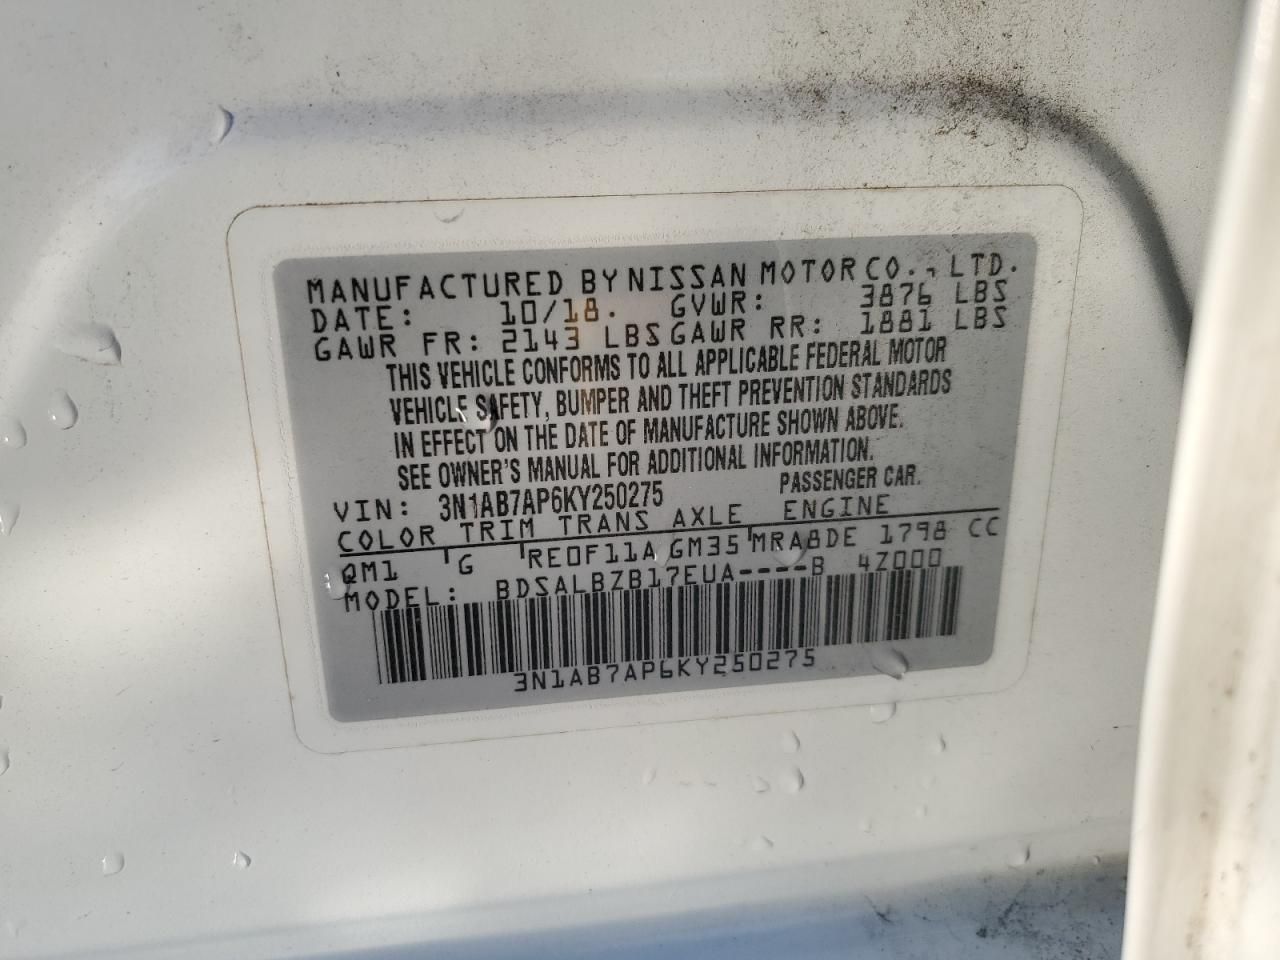 MANUFACTURED BY NISSAN MOTOR CO., LTD.
DATE: 10/18. GVWR: 3876 LBS
GAWR FR: 2143 LBS GAWR RR: 1881 LBS
THIS VEHICLE CONFORMS TO ALL APPLICABLE FEDERAL MOTOR
VEHICLE SAFETY, BUMPER AND THEFT PREVENTION STANDARDS
IN EFFECT ON THE DATE OF MANUFACTURE SHOWN ABOVE.
SEE OWNER'S MANUAL FOR ADDITIONAL INFORMATION.
VIN: 3N1AB7AP6KY250275 PASSENGER CAR.
COLOR TRIM TRANS AXLE ENGINE
QM1 G RE0F11A GM35 MRA8DE 1798 CC
MODEL: BDSALBZB17EUA----B 4Z000
3N1AB7AP6KY250275